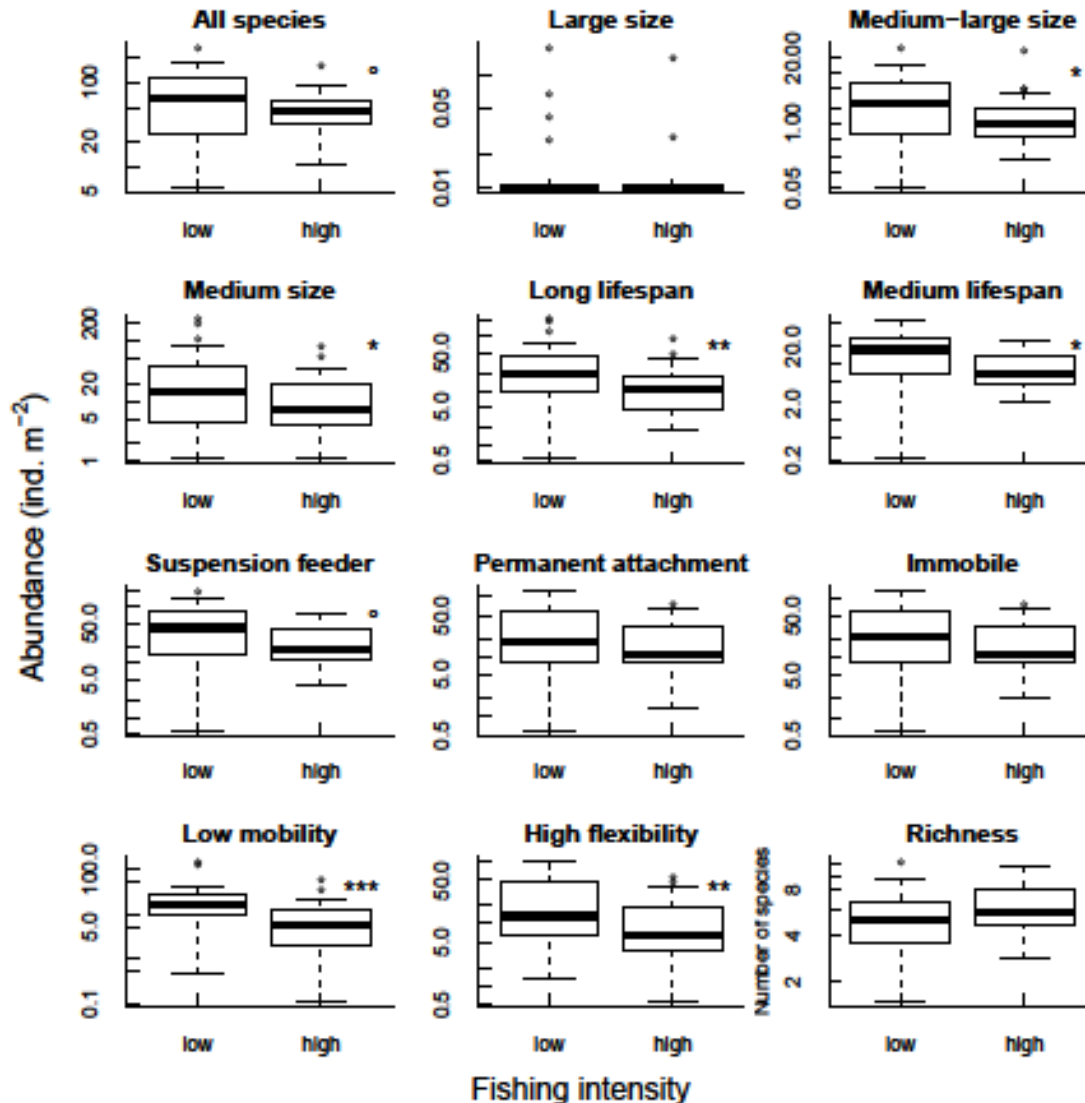 All species
Large size
Medium−large size
100
20
5
0.05
0.01
20.00
1.00
0.05
°
*
low high
low high
low high
Medium size
Long lifespan
Medium lifespan
200
20
5
1
50.0
5.0
0.5
20.0
2.0
0.2
*
**
*
low high
low high
low high
Suspension feeder
Permanent attachment
Immobile
50.0
5.0
0.5
50.0
5.0
0.5
50.0
5.0
0.5
°
low high
low high
low high
Low mobility
High flexibility
Richness
100.0
5.0
0.1
50.0
5.0
0.5
8
4
2
***
**
Number of species
low high
low high
low high
Abundance (ind. m−2)
Fishing intensity